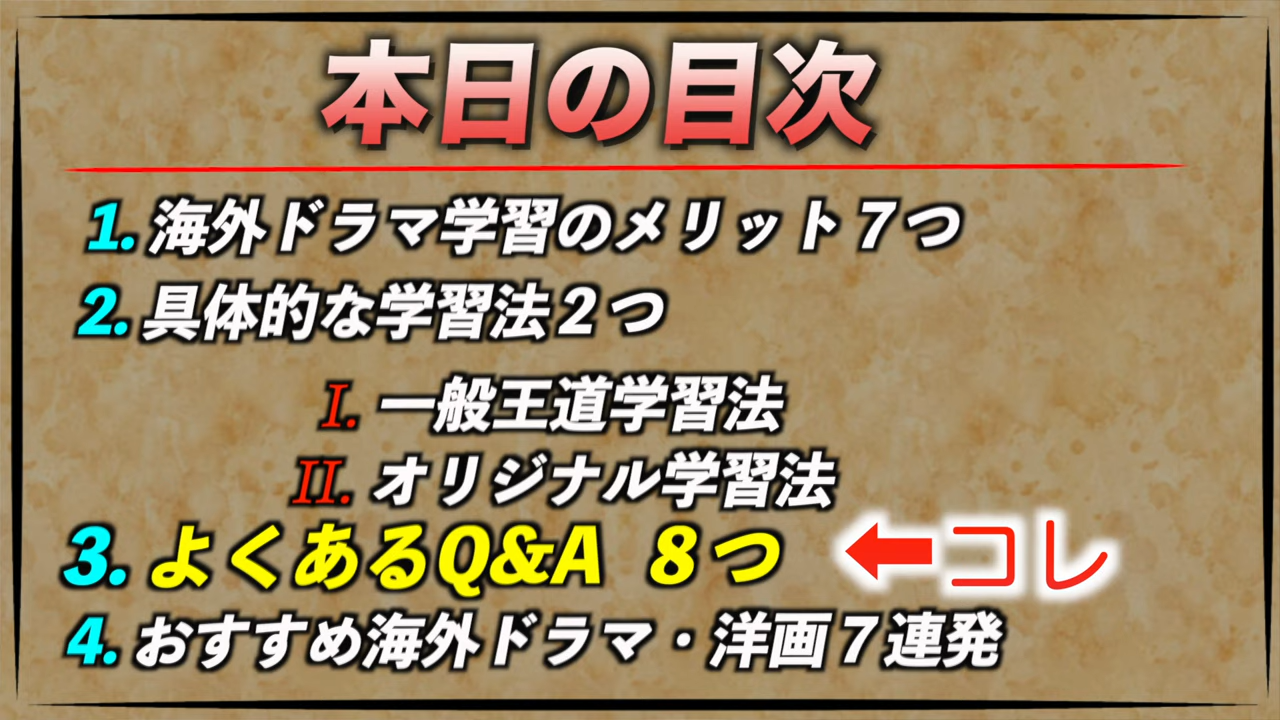 本日の目次
1. 海外ドラマ学習のメリット７つ
2. 具体的な学習法２つ
I. 一般王道学習法
II. オリジナル学習法
3. よくあるQ&A ８つ ←コレ
4. おすすめ海外ドラマ・洋画７連発